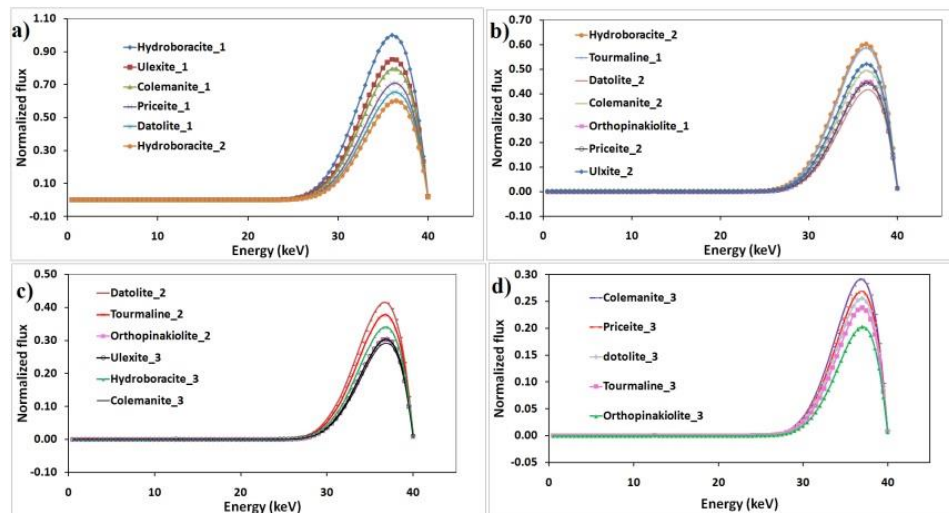 a)
Normalized flux
1.10
0.90
0.70
0.50
0.30
0.10
-0.10
Hydroboracite_1
Ulexite_1
Colemanite_1
Priceite_1
Datolite_1
Hydroboracite_2
0 10 20 30 40
Energy (keV)
b)
Normalized flux
0.70
0.60
0.50
0.40
0.30
0.20
0.10
0.00
-0.10
Hydroboracite_2
Tourmaline_1
Datolite_2
Colemanite_2
Orthopinakiolite_1
Priceite_2
Ulxite_2
0 10 20 30 40
Energy (keV)
c)
Normalized flux
0.50
0.40
0.30
0.20
0.10
0.00
-0.10
Datolite_2
Tourmaline_2
Orthopinakiolite_2
Ulexite_3
Hydroboracite_3
Colemanite_3
0 10 20 30 40
Energy (keV)
d)
Normalized flux
0.30
0.25
0.20
0.15
0.10
0.05
0.00
-0.05
Colemanite_3
Priceite_3
dotolite_3
Tourmaline_3
Orthopinakiolite_3
0 10 20 30 40
Energy (keV)